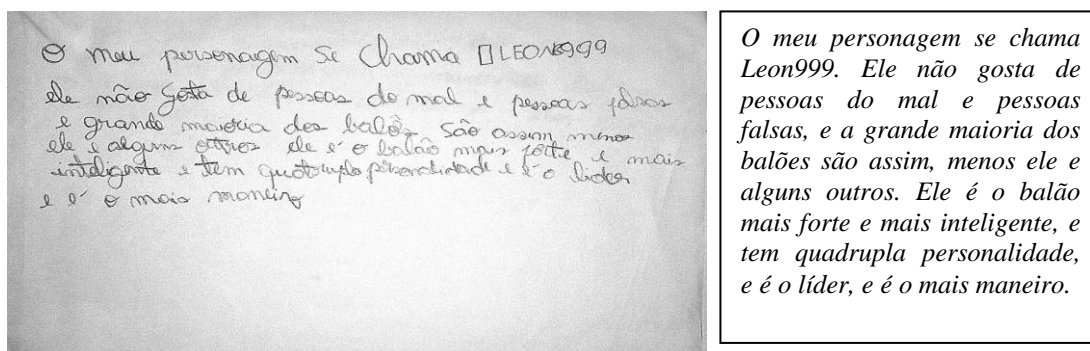 O meu personagem se chama LEON999
ele não gosta de pessoas do mal e pessoas falsas
e grande maioria dos balões são assim menos
ele e alguns outros ele é o balão mais forte e mais
inteligente e tem personalidade e é o lider
e é o mais maneiro
O meu personagem se chama
Leon999. Ele não gosta de
pessoas do mal e pessoas
falsas, e a grande maioria dos
balões são assim, menos ele e
alguns outros. Ele é o balão
mais forte e mais inteligente, e
tem quadrupla personalidade,
e é o líder, e é o mais maneiro.